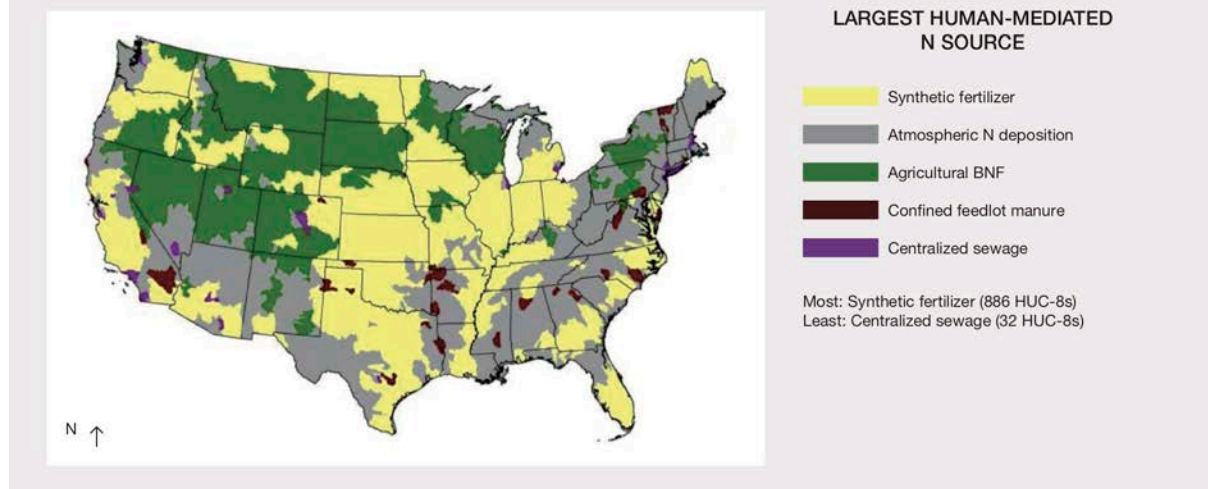 LARGEST HUMAN-MEDIATED
N SOURCE
Synthetic fertilizer
Atmospheric N deposition
Agricultural BNF
Confined feedlot manure
Centralized sewage
Most: Synthetic fertilizer (886 HUC-8s)
Least: Centralized sewage (32 HUC-8s)
N